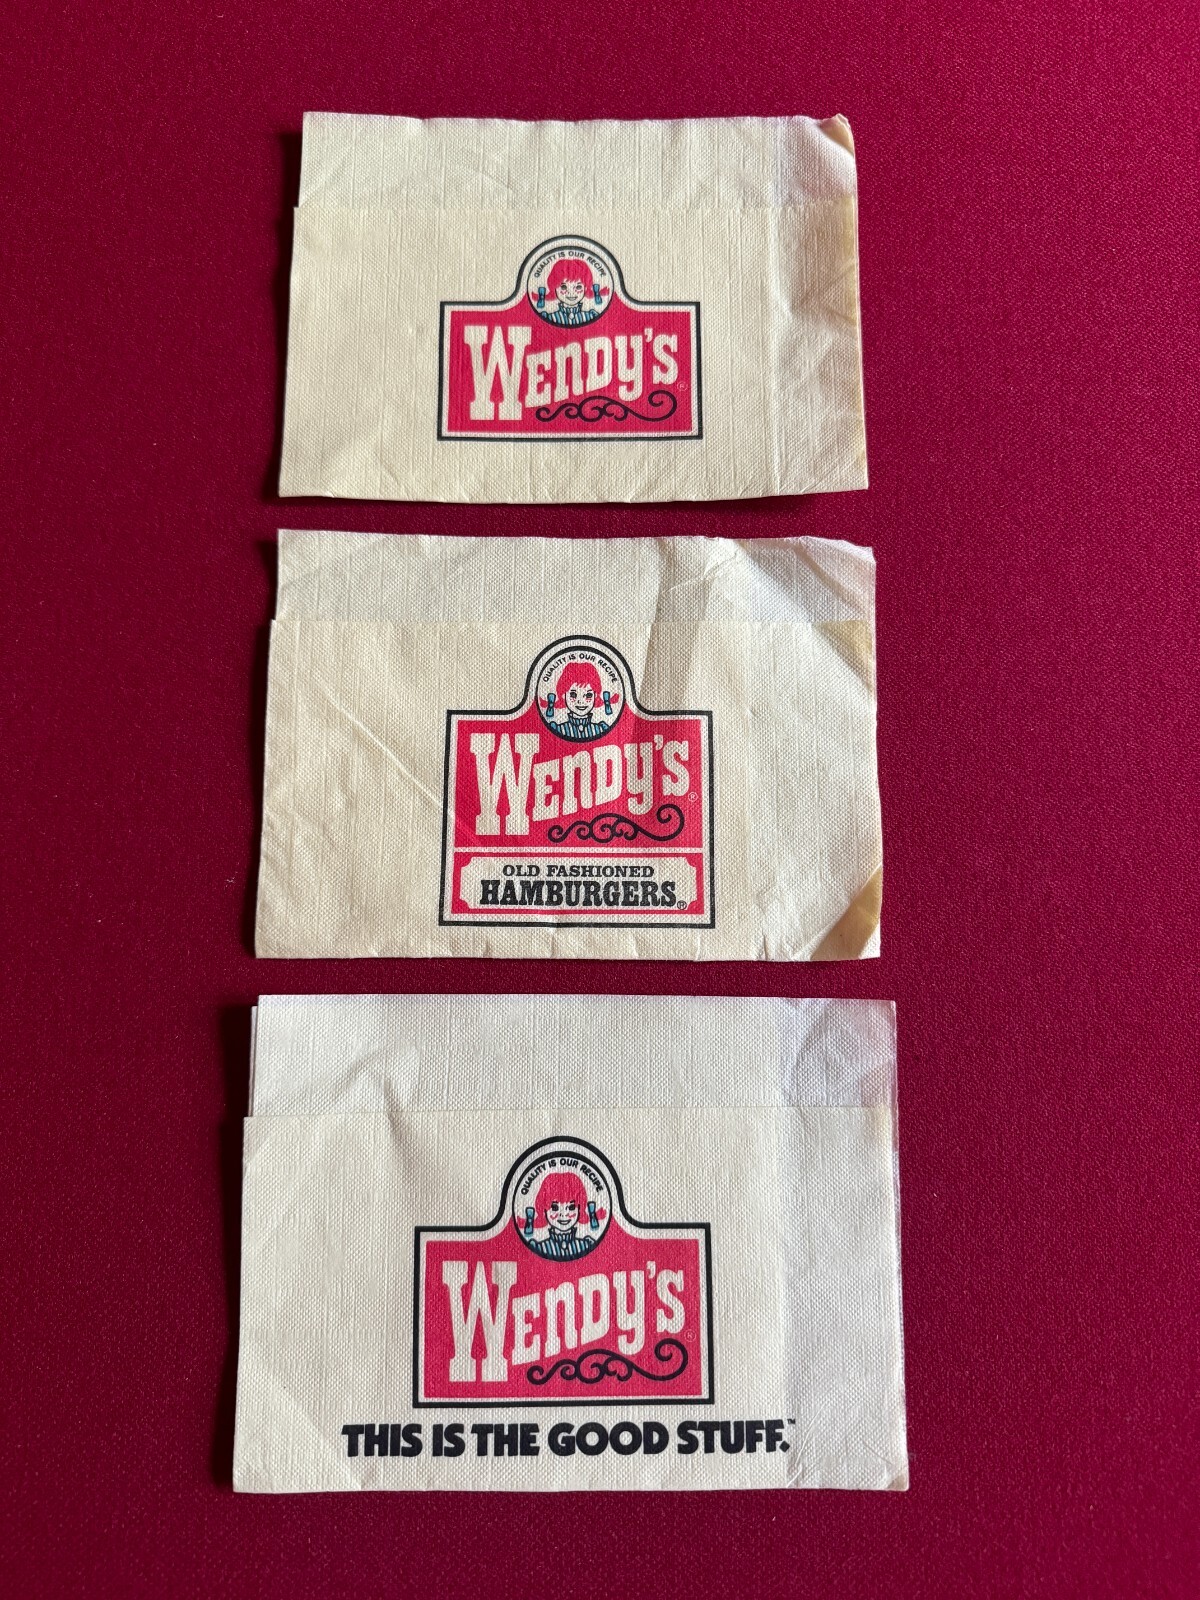 QUALITY IS OUR RECIPE
WENDY'S ®
QUALITY IS OUR RECIPE
WENDY'S ®
OLD FASHIONED
HAMBURGERS ®
QUALITY IS OUR RECIPE
WENDY'S ®
THIS IS THE GOOD STUFF.™